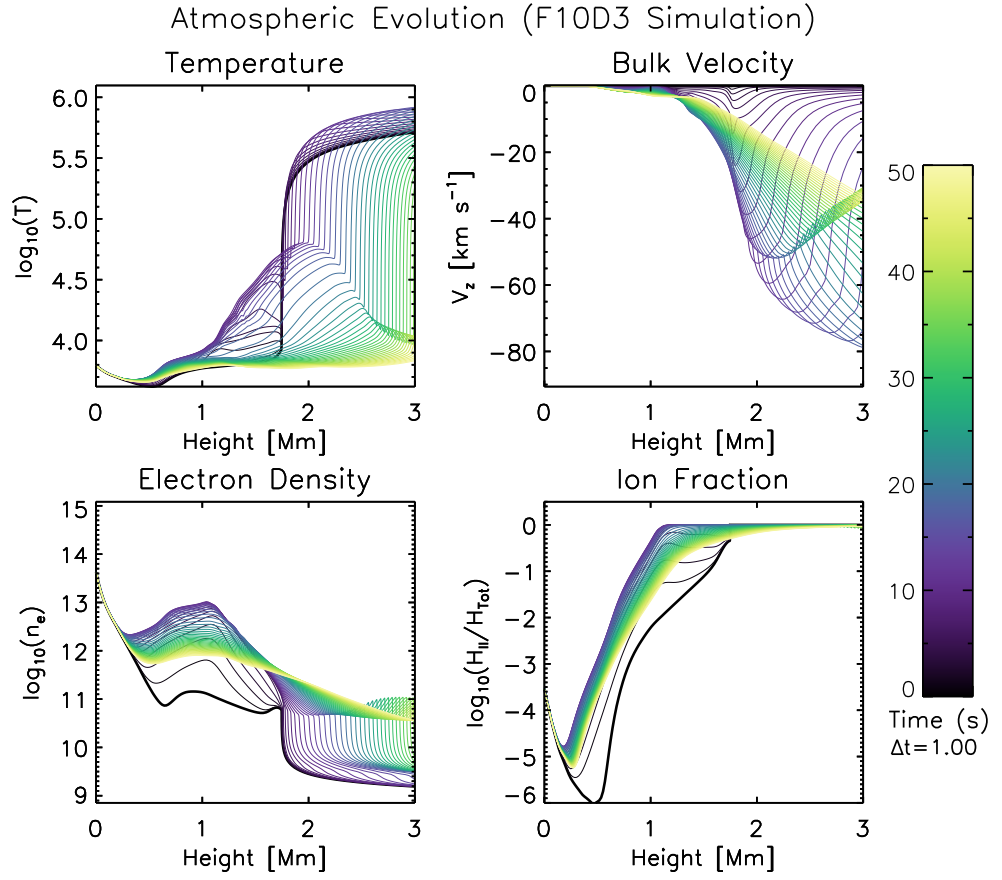 Atmospheric Evolution (F10D3 Simulation)
Temperature
6.0
5.5
5.0
4.5
4.0
log₁₀(T)
0 1 2 3
Height [Mm]
Bulk Velocity
0
−20
−40
−60
−80
V_z [km s⁻¹]
0 1 2 3
Height [Mm]
Electron Density
15
14
13
12
11
10
9
log₁₀(nₑ)
0 1 2 3
Height [Mm]
Ion Fraction
0
−1
−2
−3
−4
−5
−6
log₁₀(H_II/H_Tot)
0 1 2 3
Height [Mm]
50
40
30
20
10
0
Time (s)
Δt=1.00